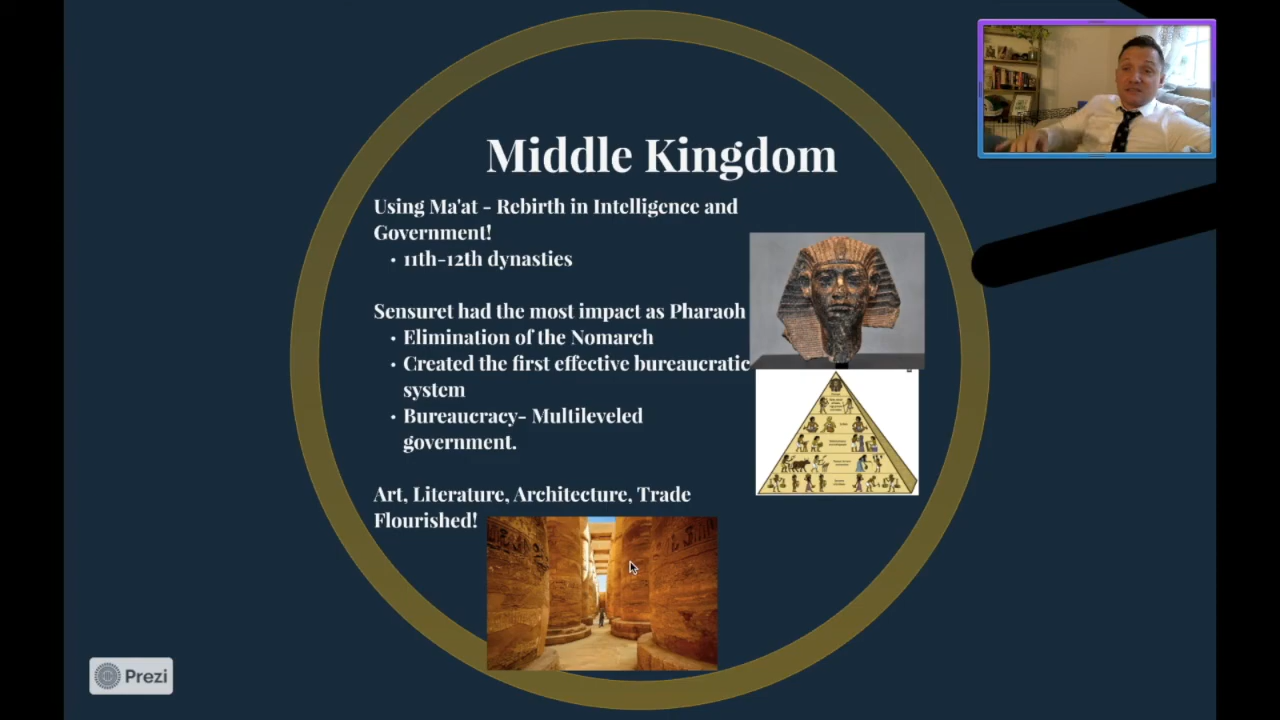 Middle Kingdom
Using Ma'at - Rebirth in Intelligence and
Government!
• 11th-12th dynasties
Sensuret had the most impact as Pharaoh
• Elimination of the Nomarch
• Created the first effective bureaucratic
system
• Bureaucracy- Multileveled
government.
Art, Literature, Architecture, Trade
Flourished!
Prezi